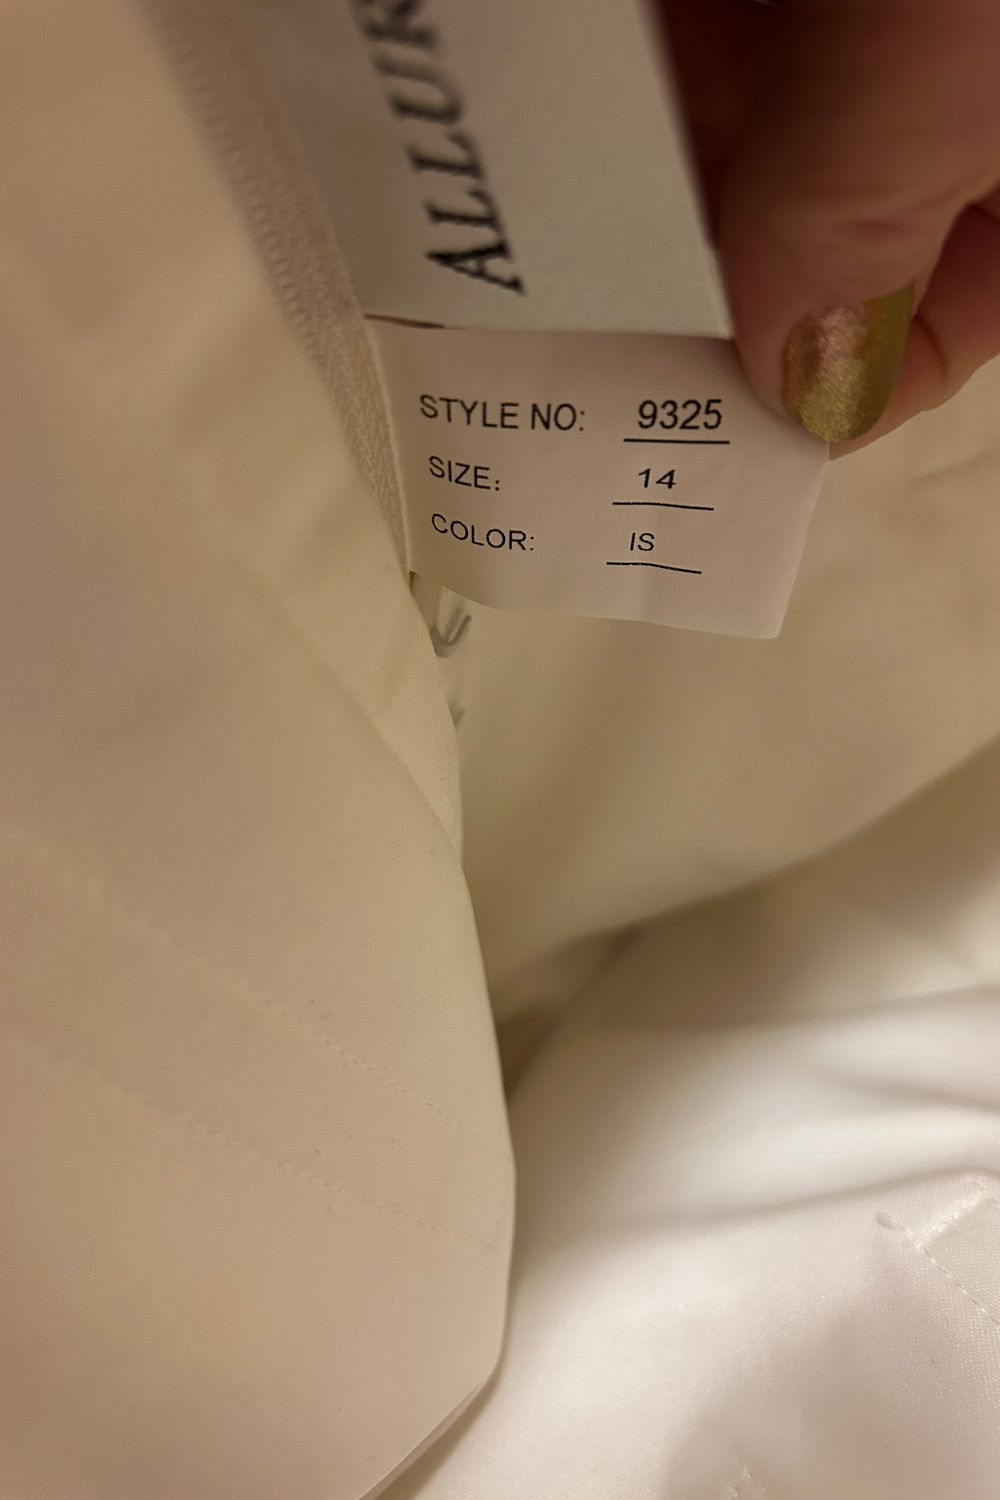 ALLUR
STYLE NO: 9325
SIZE: 14
COLOR: IS